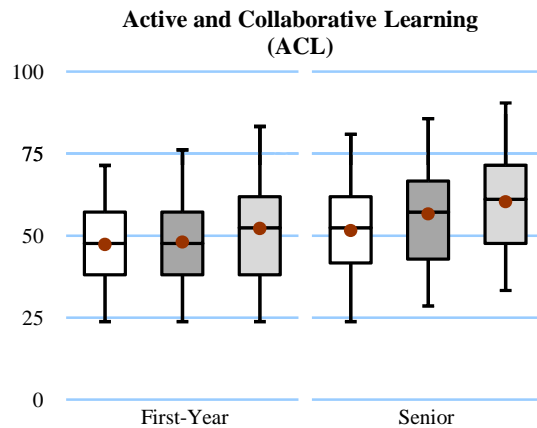 Active and Collaborative Learning
(ACL)
100
75
50
25
0
First-Year Senior